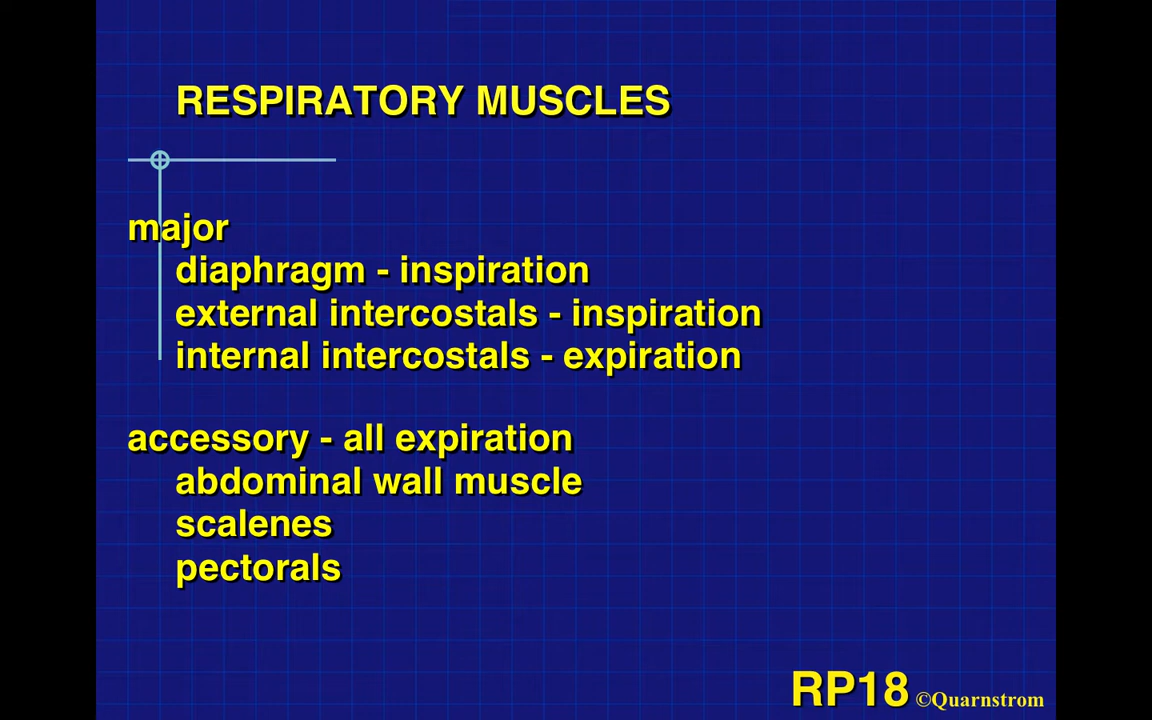 RESPIRATORY MUSCLES
major
diaphragm - inspiration
external intercostals - inspiration
internal intercostals - expiration
accessory - all expiration
abdominal wall muscle
scalenes
pectorals
RP18 ©Quarnstrom